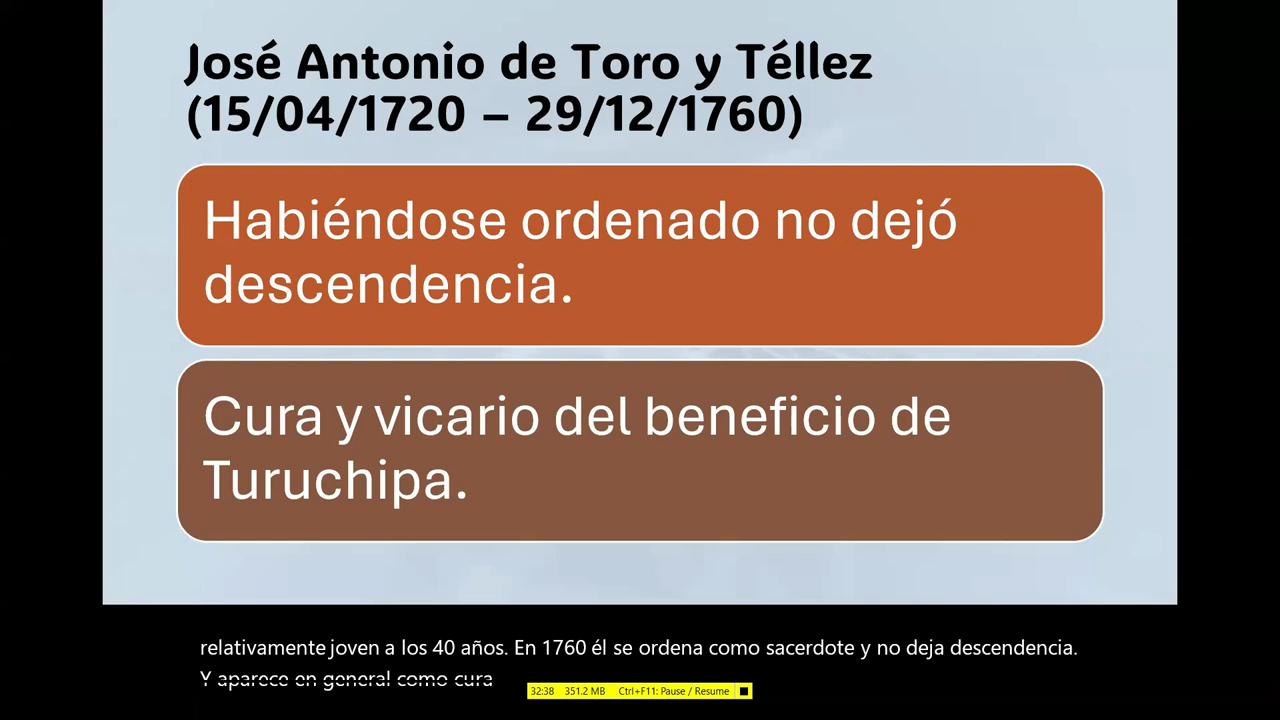 José Antonio de Toro y Téllez
(15/04/1720 – 29/12/1760)
Habiéndose ordenado no dejó
descendencia.
Cura y vicario del beneficio de
Turuchipa.
relativamente joven a los 40 años. En 1760 él se ordena como sacerdote y no deja descendencia.
Y aparece en general como cura
32:38 351.2 MB Ctrl+F11: Pause / Resume